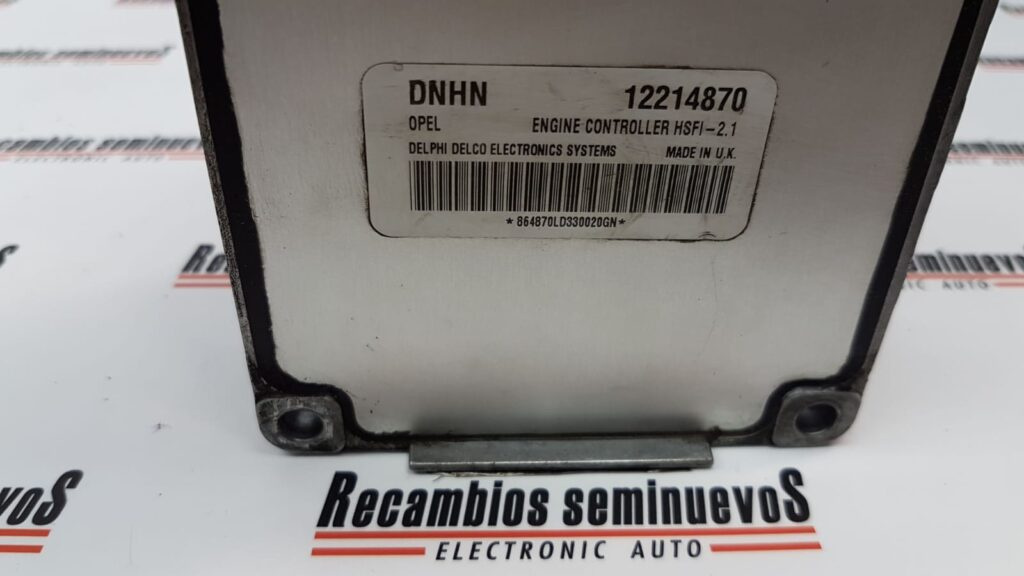 DNHN 12214870
OPEL ENGINE CONTROLLER HSFI-2.1
DELPHI DELCO ELECTRONICS SYSTEMS MADE IN U.K.
*864870LD330020GN*
Recambios seminuevoS
ELECTRONIC AUTO